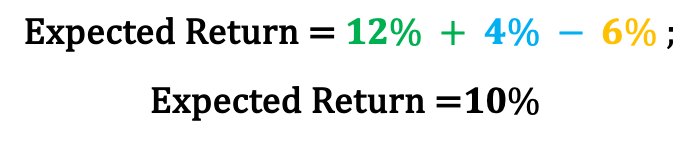 Expected Return = 12% + 4% − 6% ;
Expected Return =10%